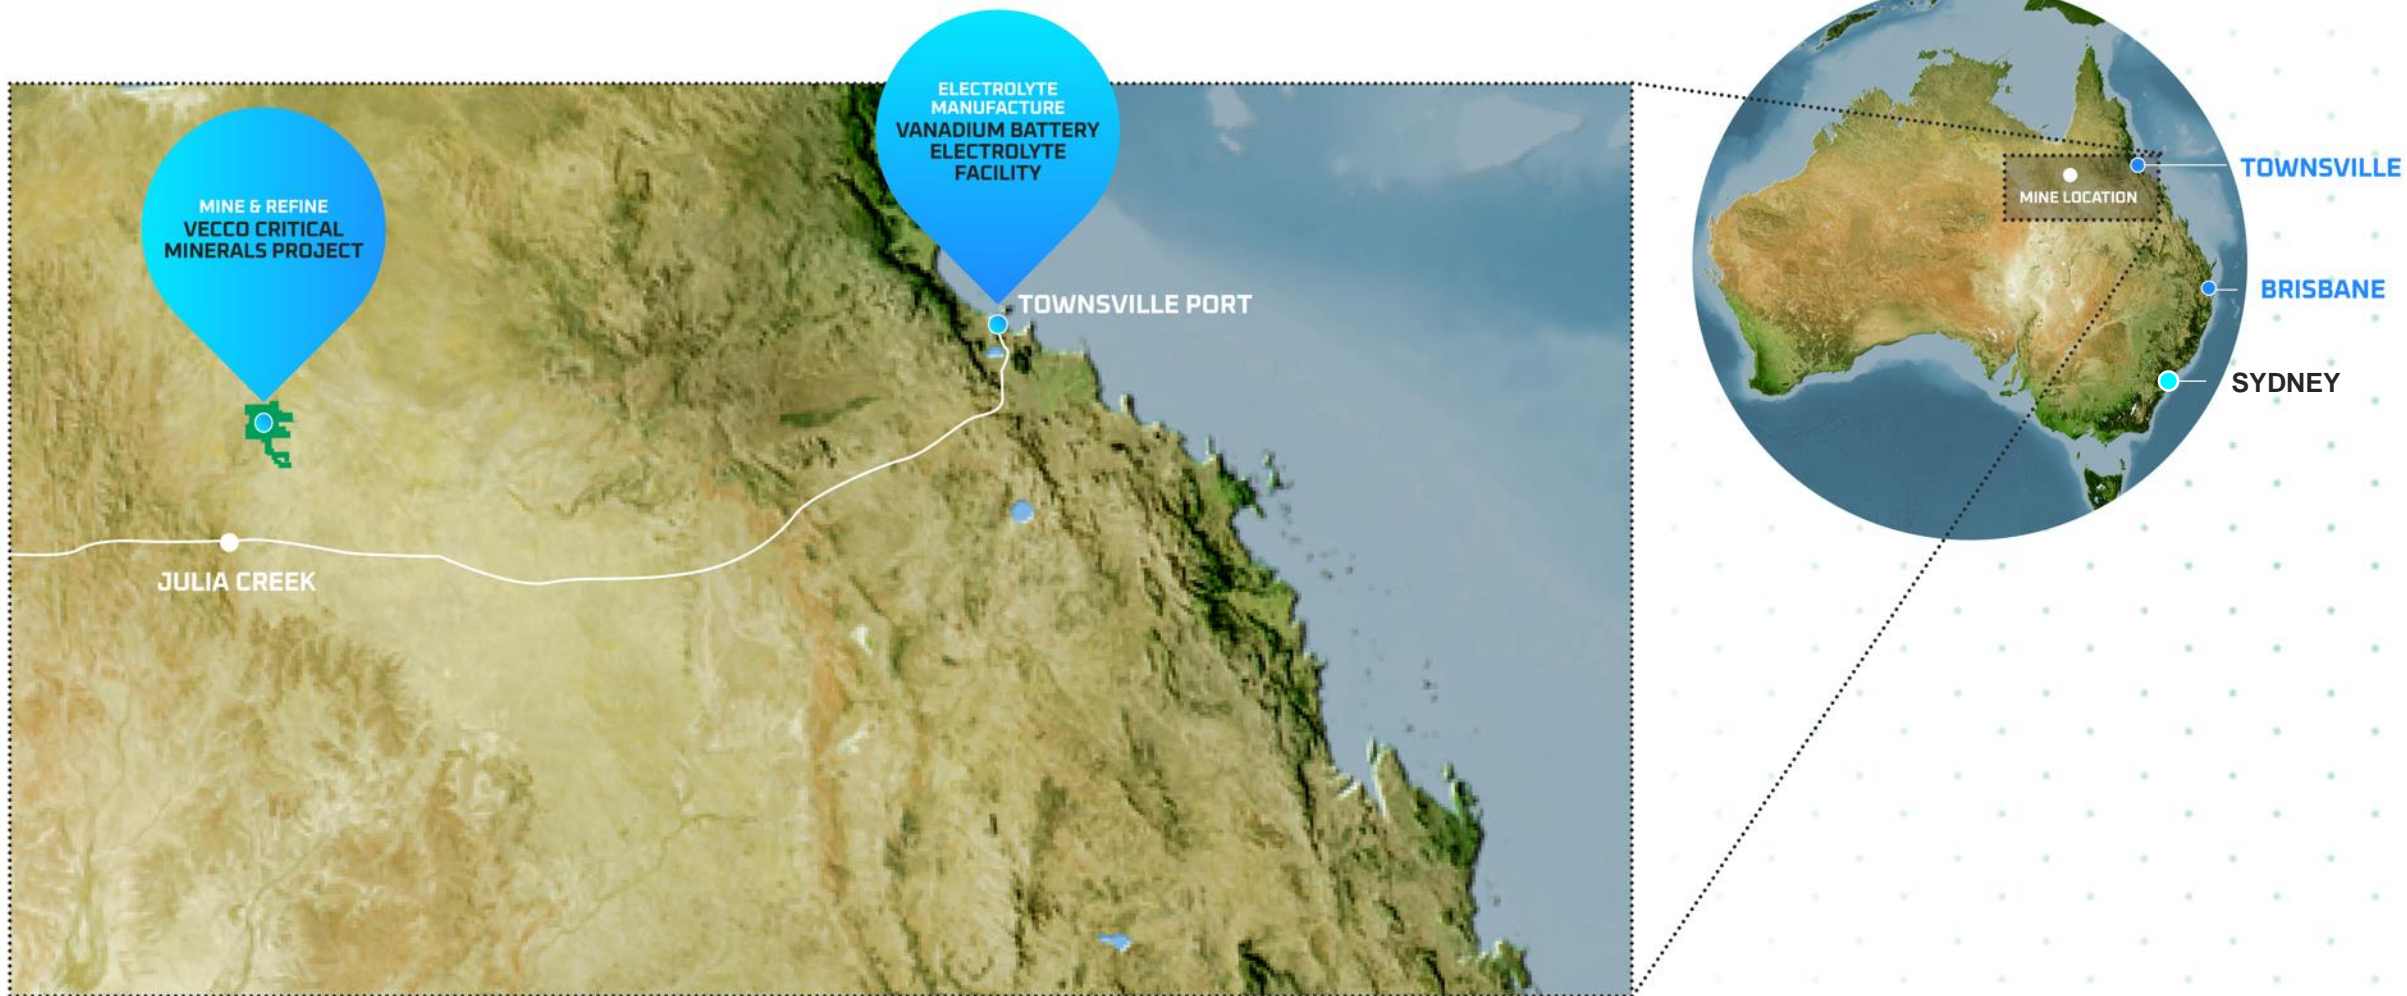 ELECTROLYTE
MANUFACTURE
VANADIUM BATTERY
ELECTROLYTE
FACILITY
MINE & REFINE
VECCO CRITICAL
MINERALS PROJECT
TOWNSVILLE PORT
JULIA CREEK
TOWNSVILLE
MINE LOCATION
BRISBANE
SYDNEY